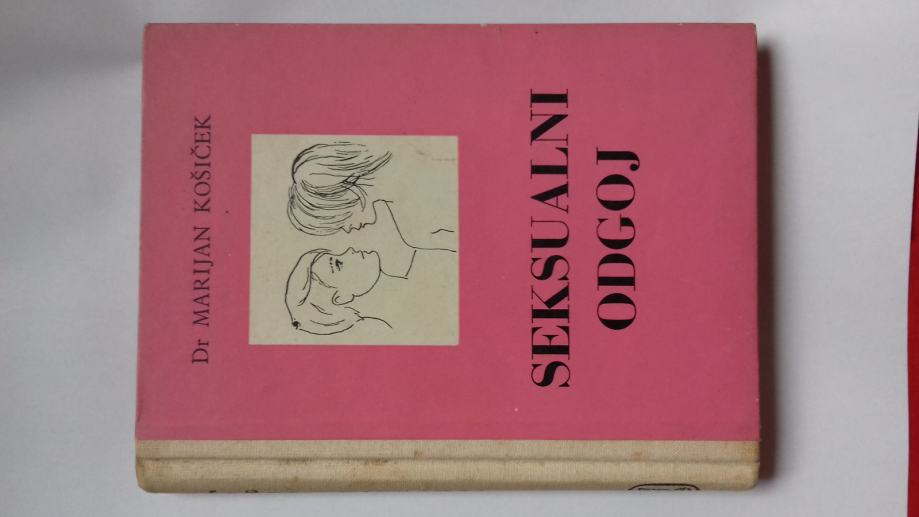 Dr MARIJAN KOŠIČEK
SEKSUALNI
ODGOJ